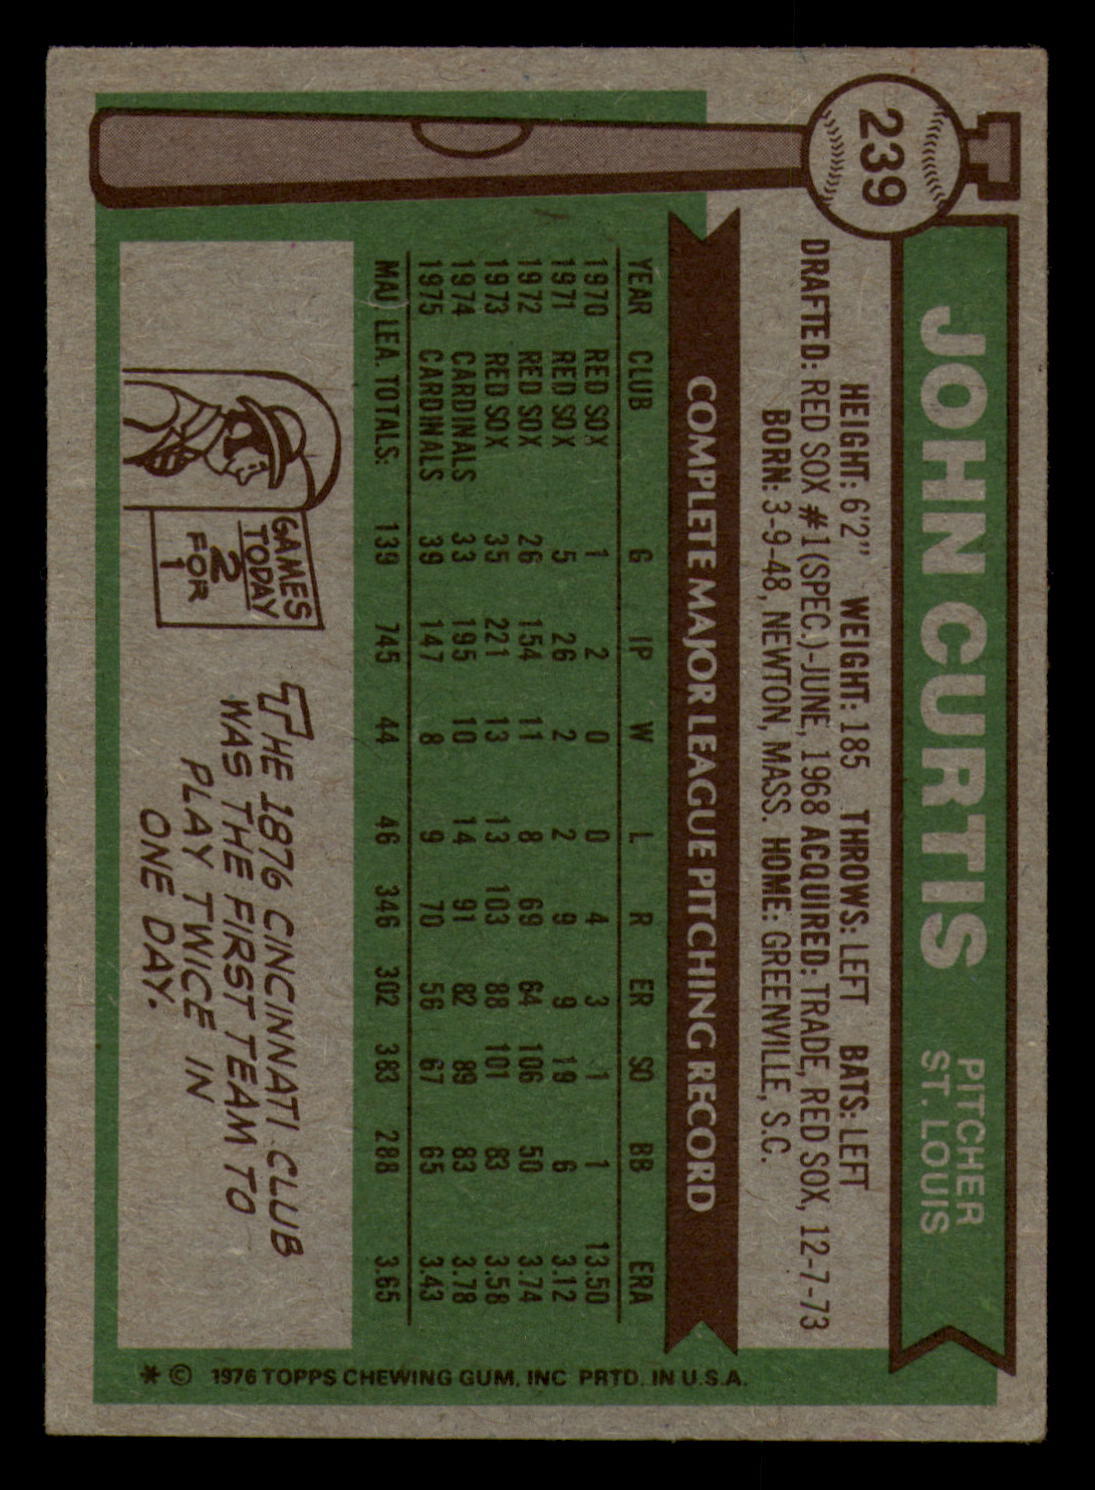 239
JOHN CURTIS
PITCHER
ST. LOUIS
HEIGHT: 6'2" WEIGHT: 185 THROWS: LEFT BATS: LEFT
DRAFTED: RED SOX #1 (SPEC.)-JUNE, 1968 ACQUIRED: TRADE, RED SOX, 12-7-73
BORN: 3-9-48, NEWTON, MASS. HOME: GREENVILLE, S.C.
COMPLETE MAJOR LEAGUE PITCHING RECORD
YEAR CLUB G IP W L R ER SO BB ERA
1970 RED SOX 1 2 0 0 4 3 1 1 13.50
1971 RED SOX 5 26 2 2 9 9 19 6 3.12
1972 RED SOX 26 154 11 8 69 64 106 50 3.74
1973 RED SOX 35 221 13 13 103 88 101 83 3.58
1974 CARDINALS 33 195 10 14 91 82 89 83 3.78
1975 CARDINALS 39 147 8 9 70 56 67 65 3.43
MAJ. LEA. TOTALS: 139 745 44 46 346 302 383 288 3.65
GAMES
TODAY
2
FOR
1
THE 1876 CINCINNATI CLUB
WAS THE FIRST TEAM TO
PLAY TWICE IN
ONE DAY.
* © 1976 TOPPS CHEWING GUM, INC PRTD. IN U.S.A.